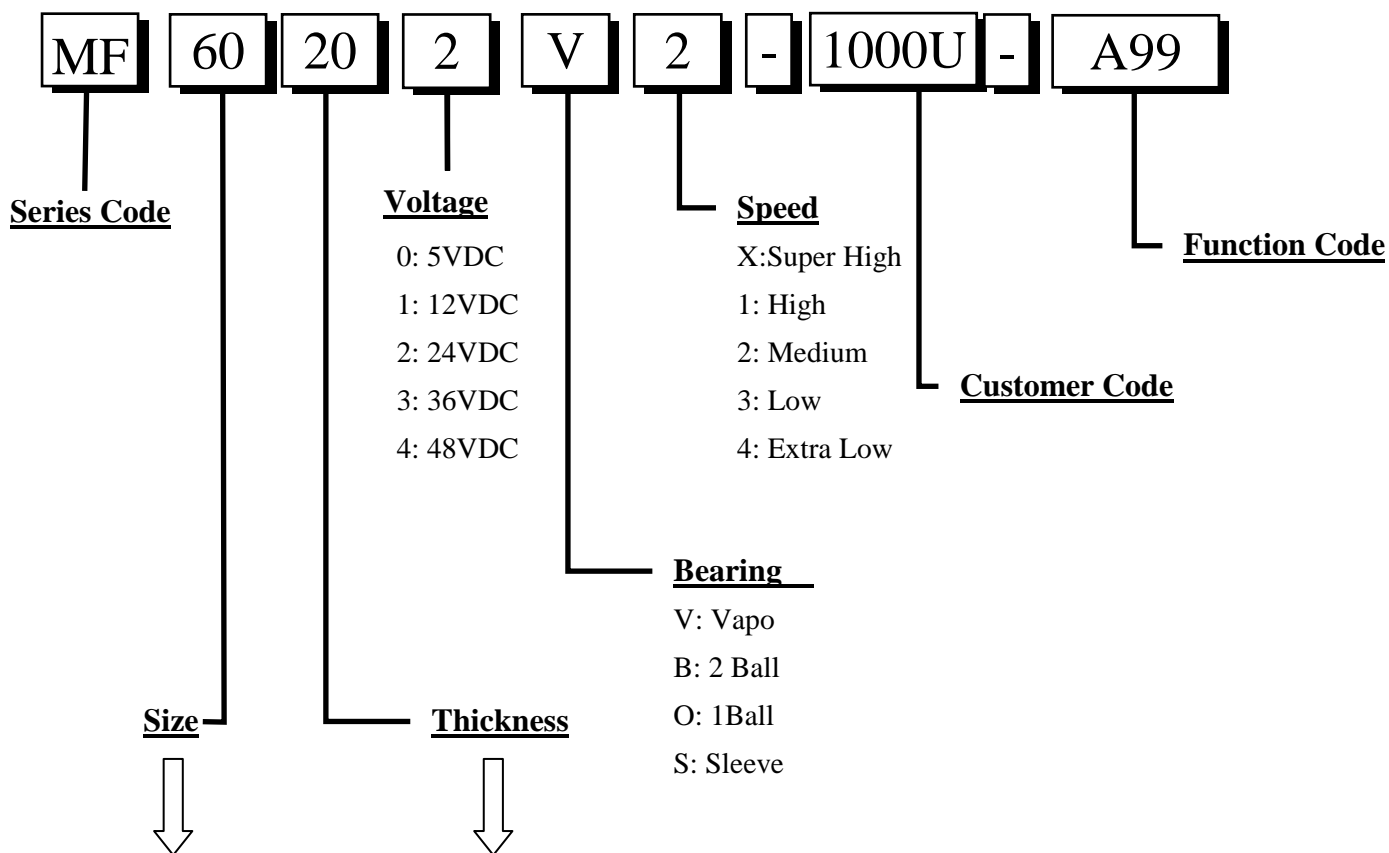 MF 60 20 2 V 2 - 1000U - A99
Series Code
Voltage
0: 5VDC
1: 12VDC
2: 24VDC
3: 36VDC
4: 48VDC
Speed
X:Super High
1: High
2: Medium
3: Low
4: Extra Low
Function Code
Customer Code
Bearing
V: Vapo
B: 2 Ball
O: 1Ball
S: Sleeve
Size
Thickness